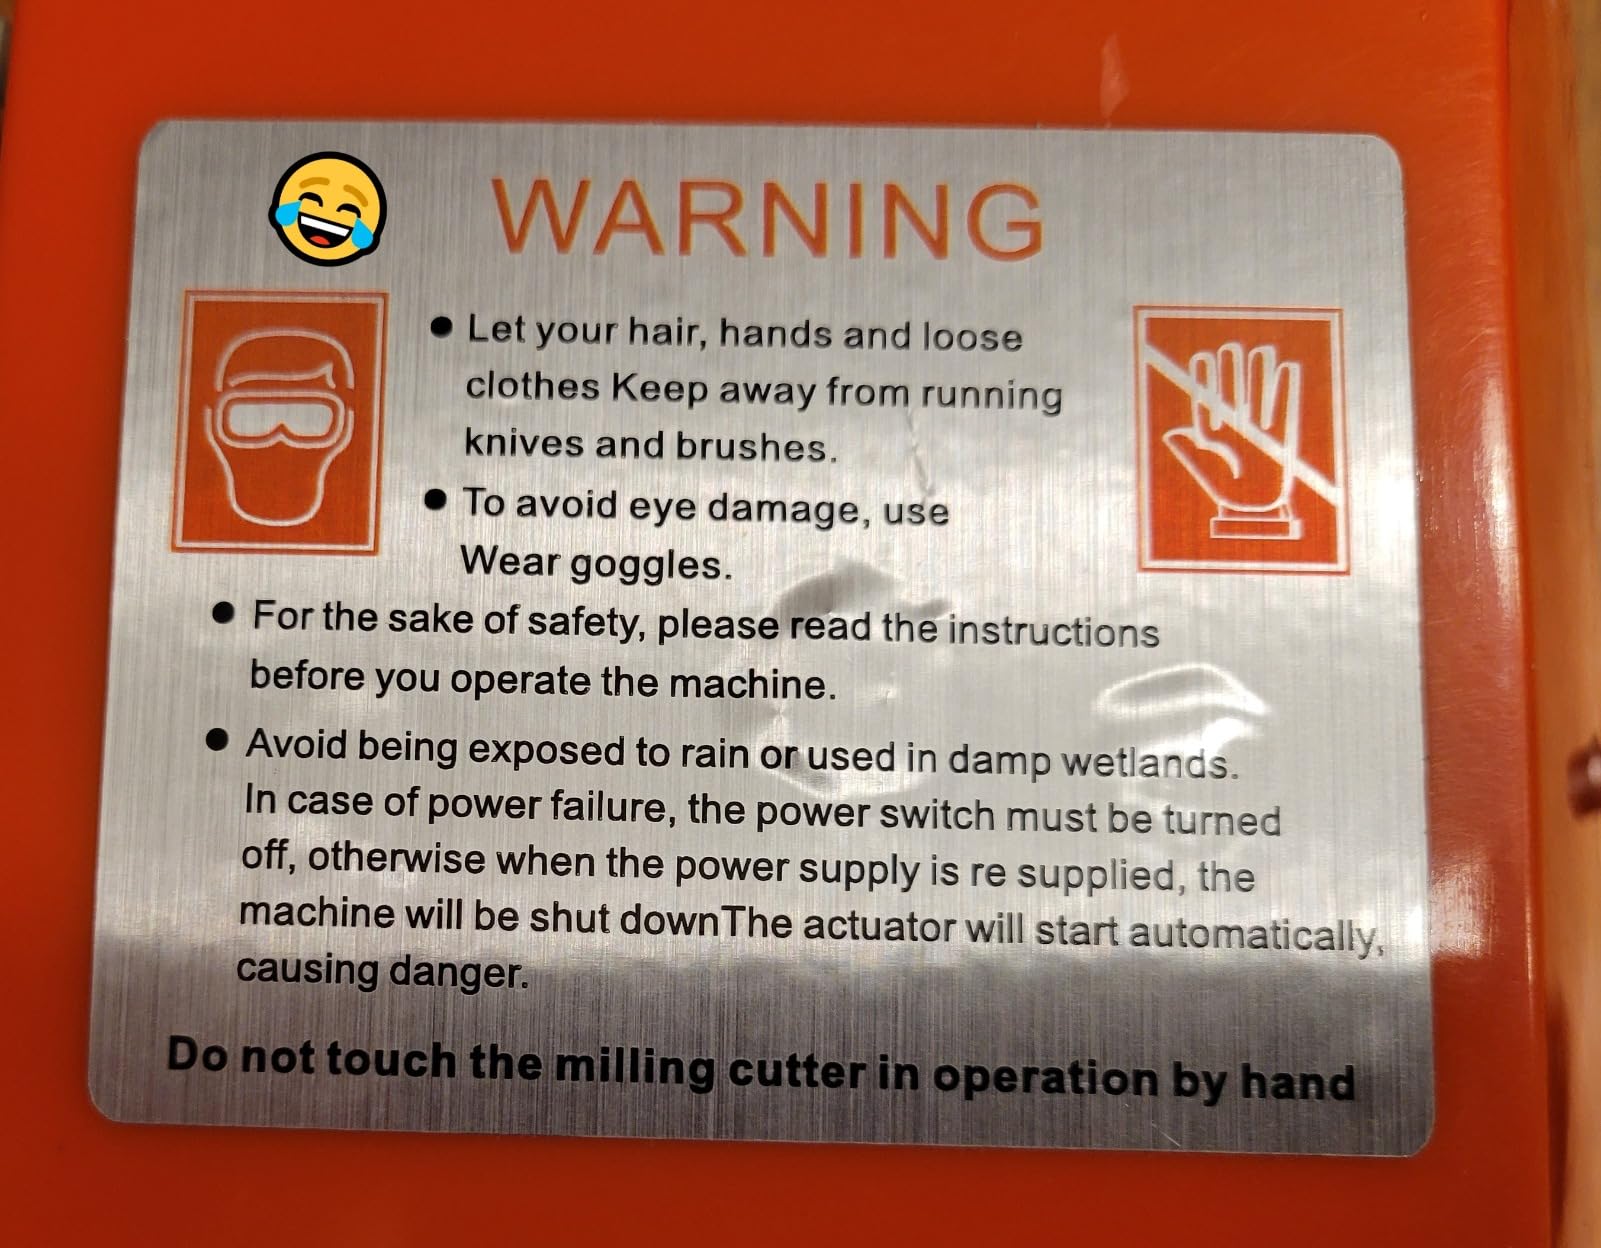 WARNING
● Let your hair, hands and loose
clothes Keep away from running
knives and brushes.
● To avoid eye damage, use
Wear goggles.
● For the sake of safety, please read the instructions
before you operate the machine.
● Avoid being exposed to rain or used in damp wetlands.
In case of power failure, the power switch must be turned
off, otherwise when the power supply is re supplied, the
machine will be shut downThe actuator will start automatically,
causing danger.
Do not touch the milling cutter in operation by hand